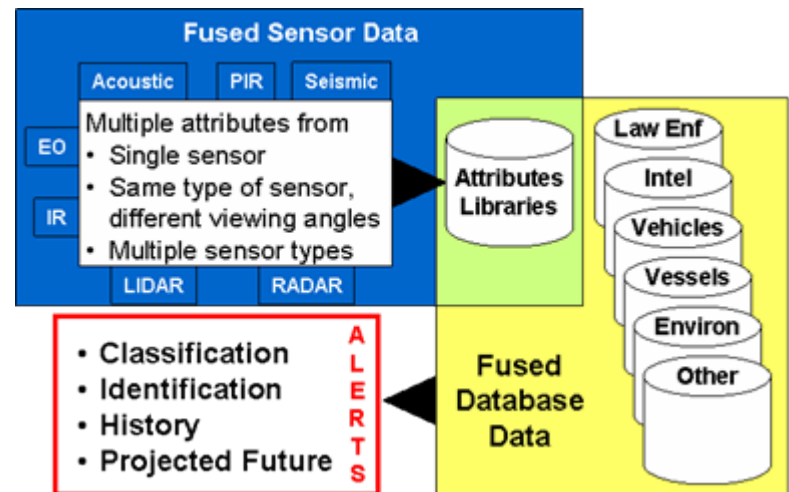 Fused Sensor Data
Acoustic
PIR
Seismic
EO
IR
Multiple attributes from
• Single sensor
• Same type of sensor,
different viewing angles
• Multiple sensor types
LIDAR
RADAR
Attributes
Libraries
Law Enf
Intel
Vehicles
Vessels
Environ
Other
Fused
Database
Data
• Classification
• Identification
• History
• Projected Future
ALERTS